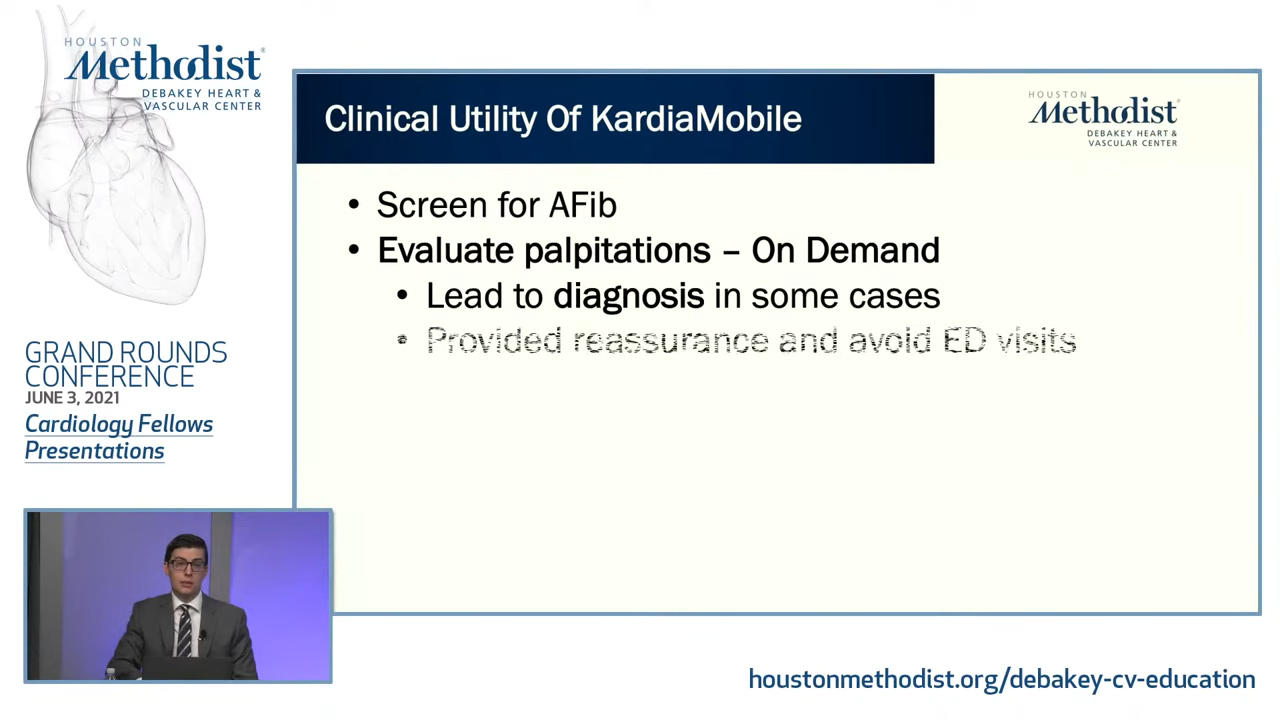 HOUSTON
Methodist
DEBAKEY HEART &
VASCULAR CENTER
GRAND ROUNDS
CONFERENCE
JUNE 3, 2021
Cardiology Fellows
Presentations
Clinical Utility Of KardiaMobile
HOUSTON
Methodist
DEBAKEY HEART &
VASCULAR CENTER
• Screen for AFib
• Evaluate palpitations – On Demand
• Lead to diagnosis in some cases
• Provided reassurance and avoid ED visits
houstonmethodist.org/debakey-cv-education